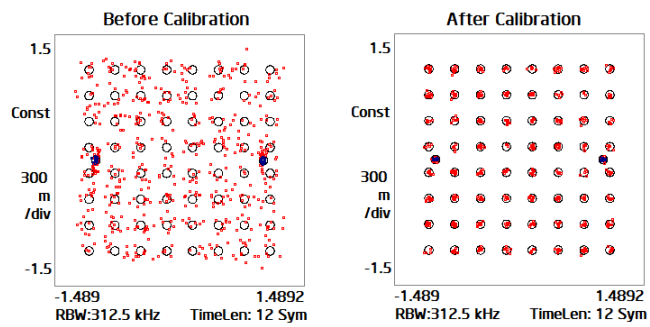 Before Calibration
1.5
Const
300
m
/div
-1.5
-1.489 1.4892
RBW:312.5 kHz TimeLen: 12 Sym
After Calibration
1.5
Const
300
m
/div
-1.5
-1.489 1.4892
RBW:312.5 kHz TimeLen: 12 Sym